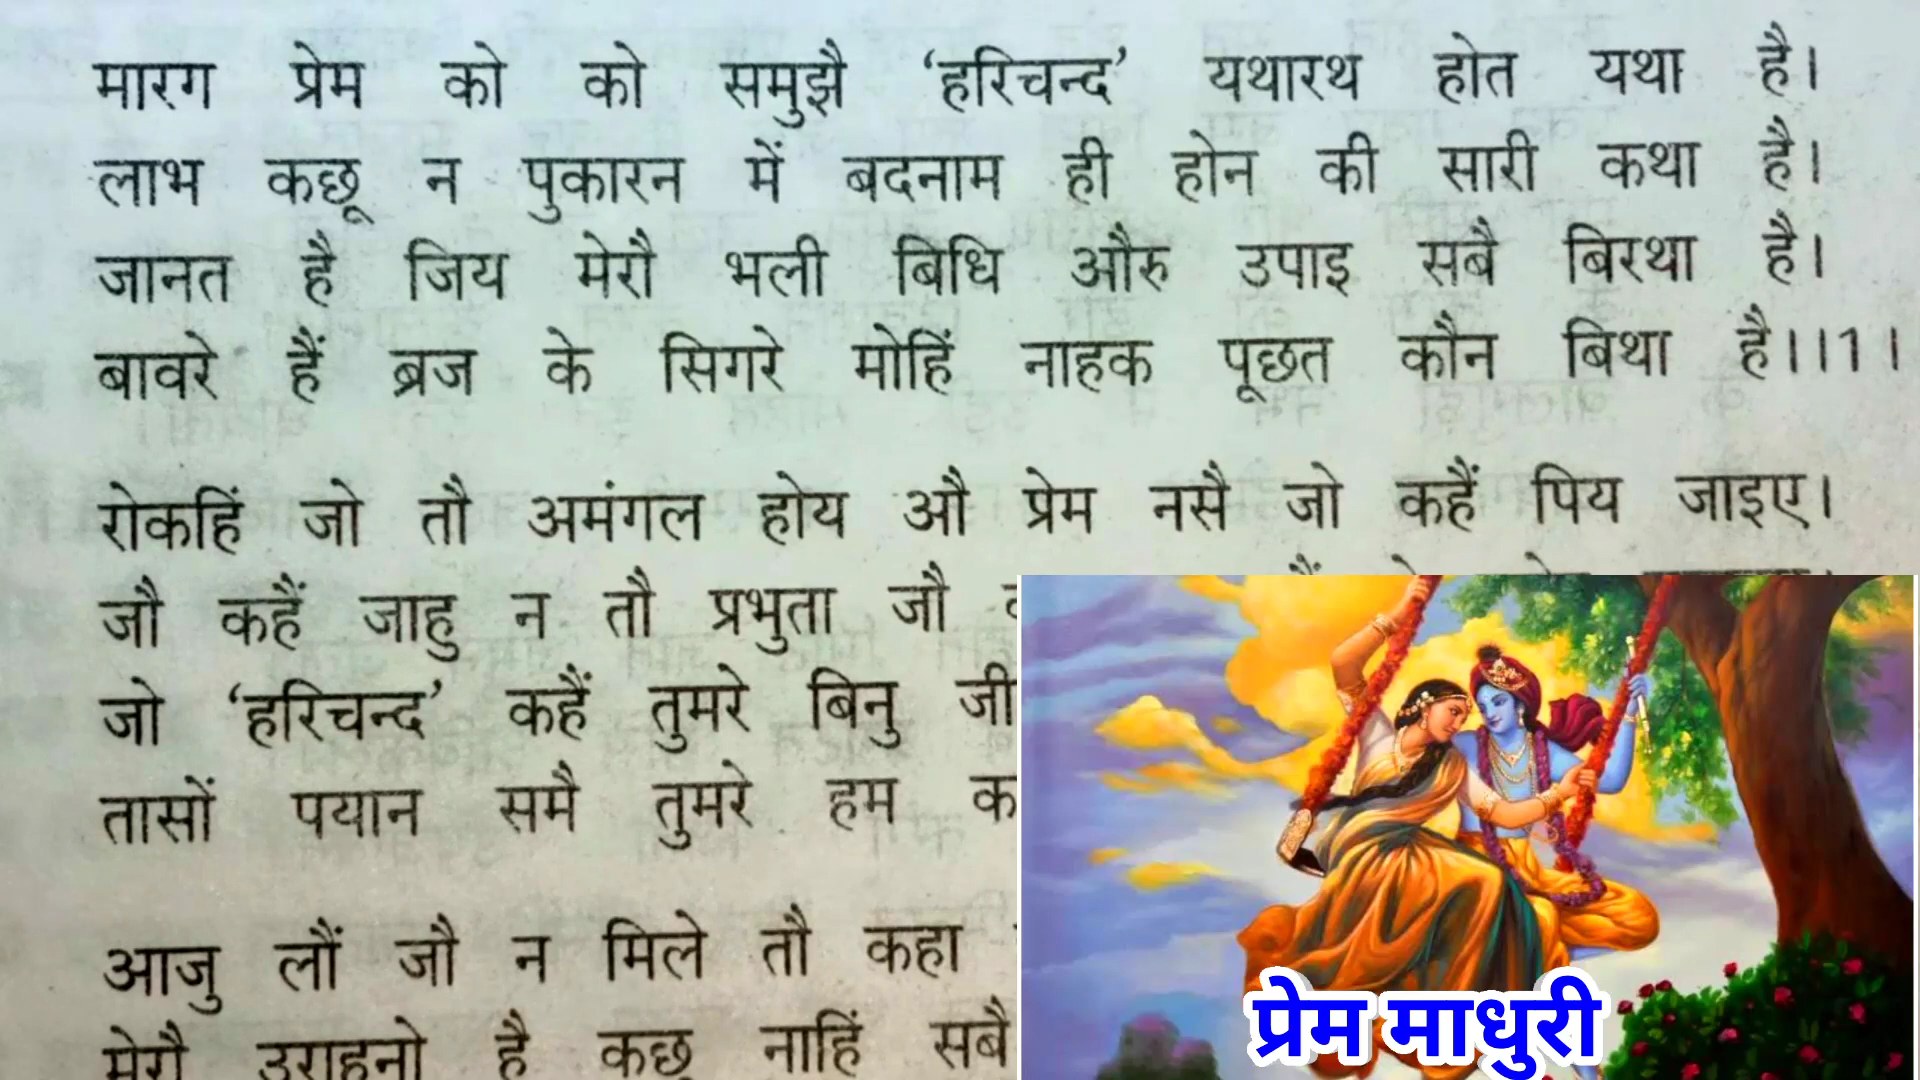 मारग प्रेम को को समुझै ‘हरिचन्द’ यथारथ होत यथा है।
लाभ कछू न पुकारन में बदनाम ही होन की सारी कथा है।
जानत है जिय मेरौ भली बिधि औरु उपाइ सबै बिरथा है।
बावरे हैं ब्रज के सिगरे मोहिं नाहक पूछत कौन बिथा है।।1।
रोकहिं जो तौ अमंगल होय औ प्रेम नसै जो कहैं पिय जाइए।
जौ कहैं जाहु न तौ प्रभुता जौ
जो ‘हरिचन्द’ कहैं तुमरे बिनु जी
तासों पयान समै तुमरे हम क
आजु लौं जौ न मिले तौ कहा
मेरौ उराहनो है कछु नाहिं सबै
प्रेम माधुरी